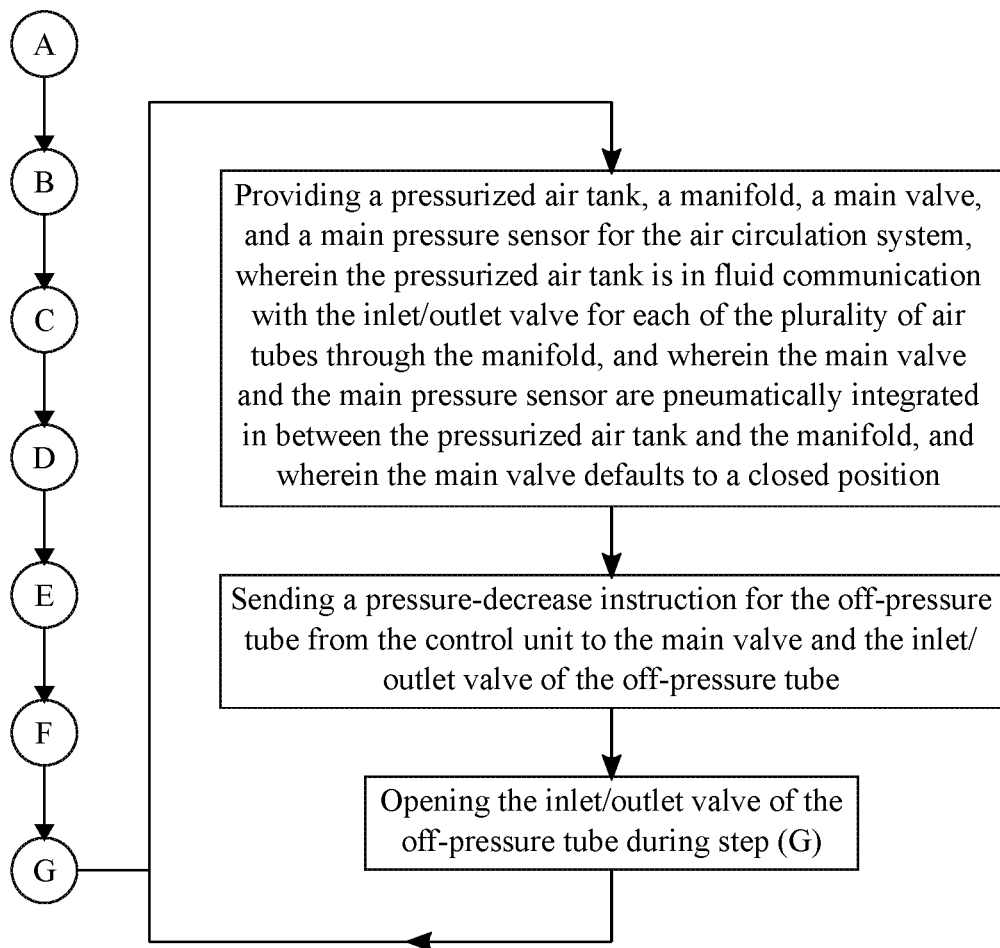 A
B
C
D
E
F
G
Providing a pressurized air tank, a manifold, a main valve,
and a main pressure sensor for the air circulation system,
wherein the pressurized air tank is in fluid communication
with the inlet/outlet valve for each of the plurality of air
tubes through the manifold, and wherein the main valve
and the main pressure sensor are pneumatically integrated
in between the pressurized air tank and the manifold, and
wherein the main valve defaults to a closed position
Sending a pressure-decrease instruction for the off-pressure
tube from the control unit to the main valve and the inlet/
outlet valve of the off-pressure tube
Opening the inlet/outlet valve of the
off-pressure tube during step (G)